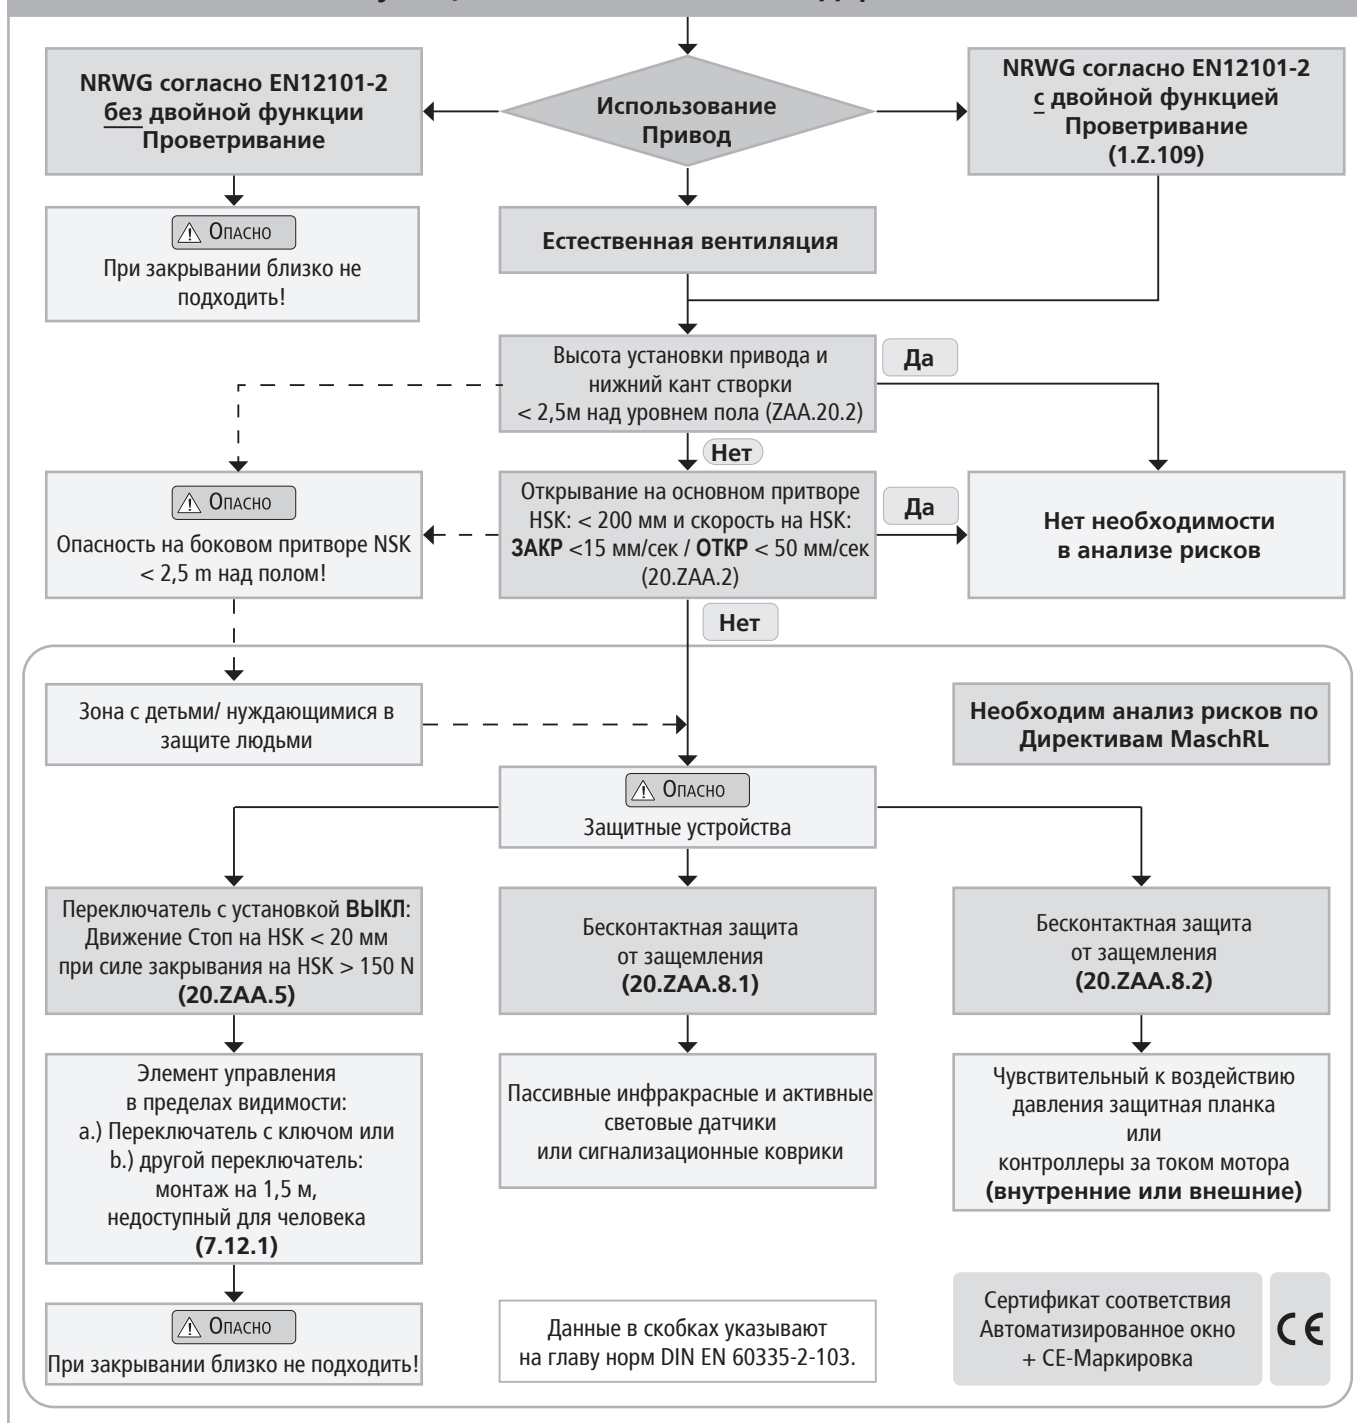 NRWG согласно EN12101-2
без двойной функции
Проветривание
Использование
Привод
NRWG согласно EN12101-2
с двойной функцией
Проветривание
(1.Z.109)
⚠ Опасно
При закрывании близко не
подходить!
Естественная вентиляция
Высота установки привода и
нижний кант створки
< 2,5м над уровнем пола (ZAA.20.2)
Да
Нет
⚠ Опасно
Опасность на боковом притворе NSK
< 2,5 m над полом!
Открывание на основном притворе
HSK: < 200 мм и скорость на HSK:
ЗАКР <15 мм/сек / ОТКР < 50 мм/сек
(20.ZAA.2)
Да
Нет необходимости
в анализе рисков
Нет
Зона с детьми/ нуждающимися в
защите людьми
Необходим анализ рисков по
Директивам MaschRL
⚠ Опасно
Защитные устройства
Переключатель с установкой ВЫКЛ:
Движение Стоп на HSK < 20 мм
при силе закрывания на HSK > 150 N
(20.ZAA.5)
Бесконтактная защита
от защемления
(20.ZAA.8.1)
Бесконтактная защита
от защемления
(20.ZAA.8.2)
Элемент управления
в пределах видимости:
a.) Переключатель с ключом или
b.) другой переключатель:
монтаж на 1,5 м,
недоступный для человека
(7.12.1)
Пассивные инфракрасные и активные
световые датчики
или сигнализационные коврики
Чувствительный к воздействию
давления защитная планка
или
контроллеры за током мотора
(внутренние или внешние)
⚠ Опасно
При закрывании близко не подходить!
Данные в скобках указывают
на главу норм DIN EN 60335-2-103.
Сертификат соответствия
Автоматизированное окно
+ CE-Маркировка
CE